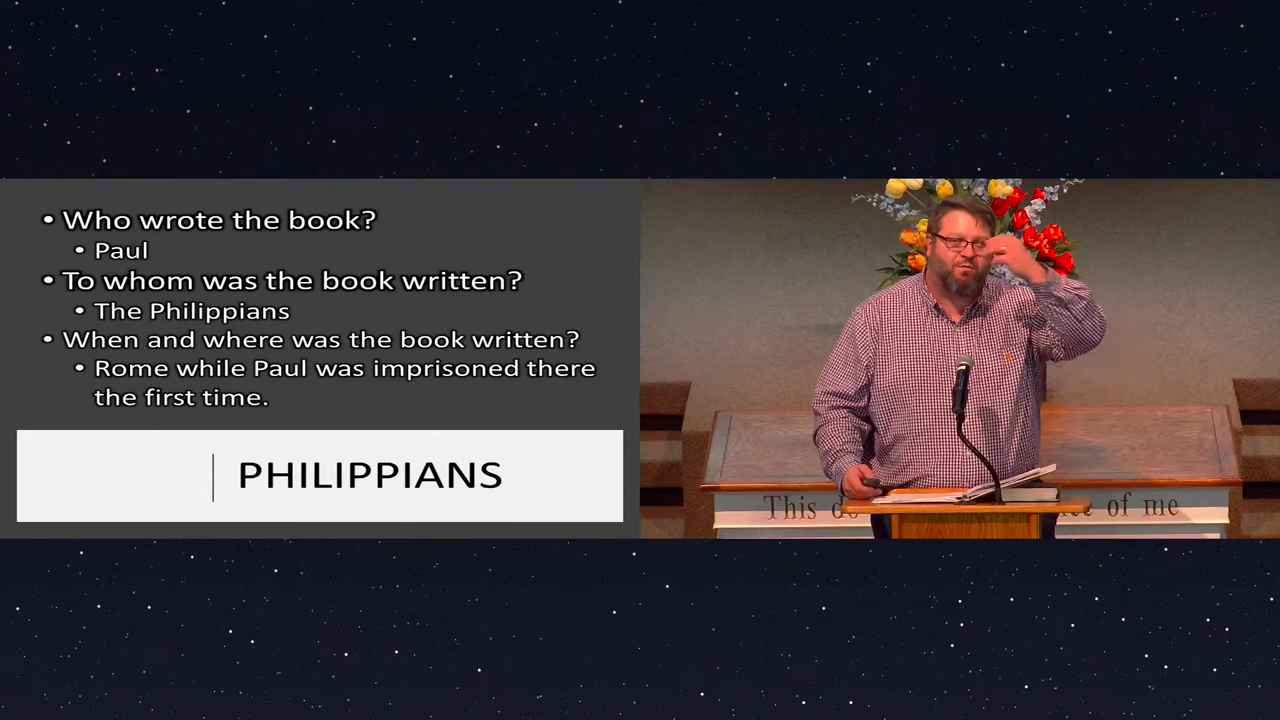 • Who wrote the book?
• Paul
• To whom was the book written?
• The Philippians
• When and where was the book written?
• Rome while Paul was imprisoned there
the first time.
PHILIPPIANS
This do
of me